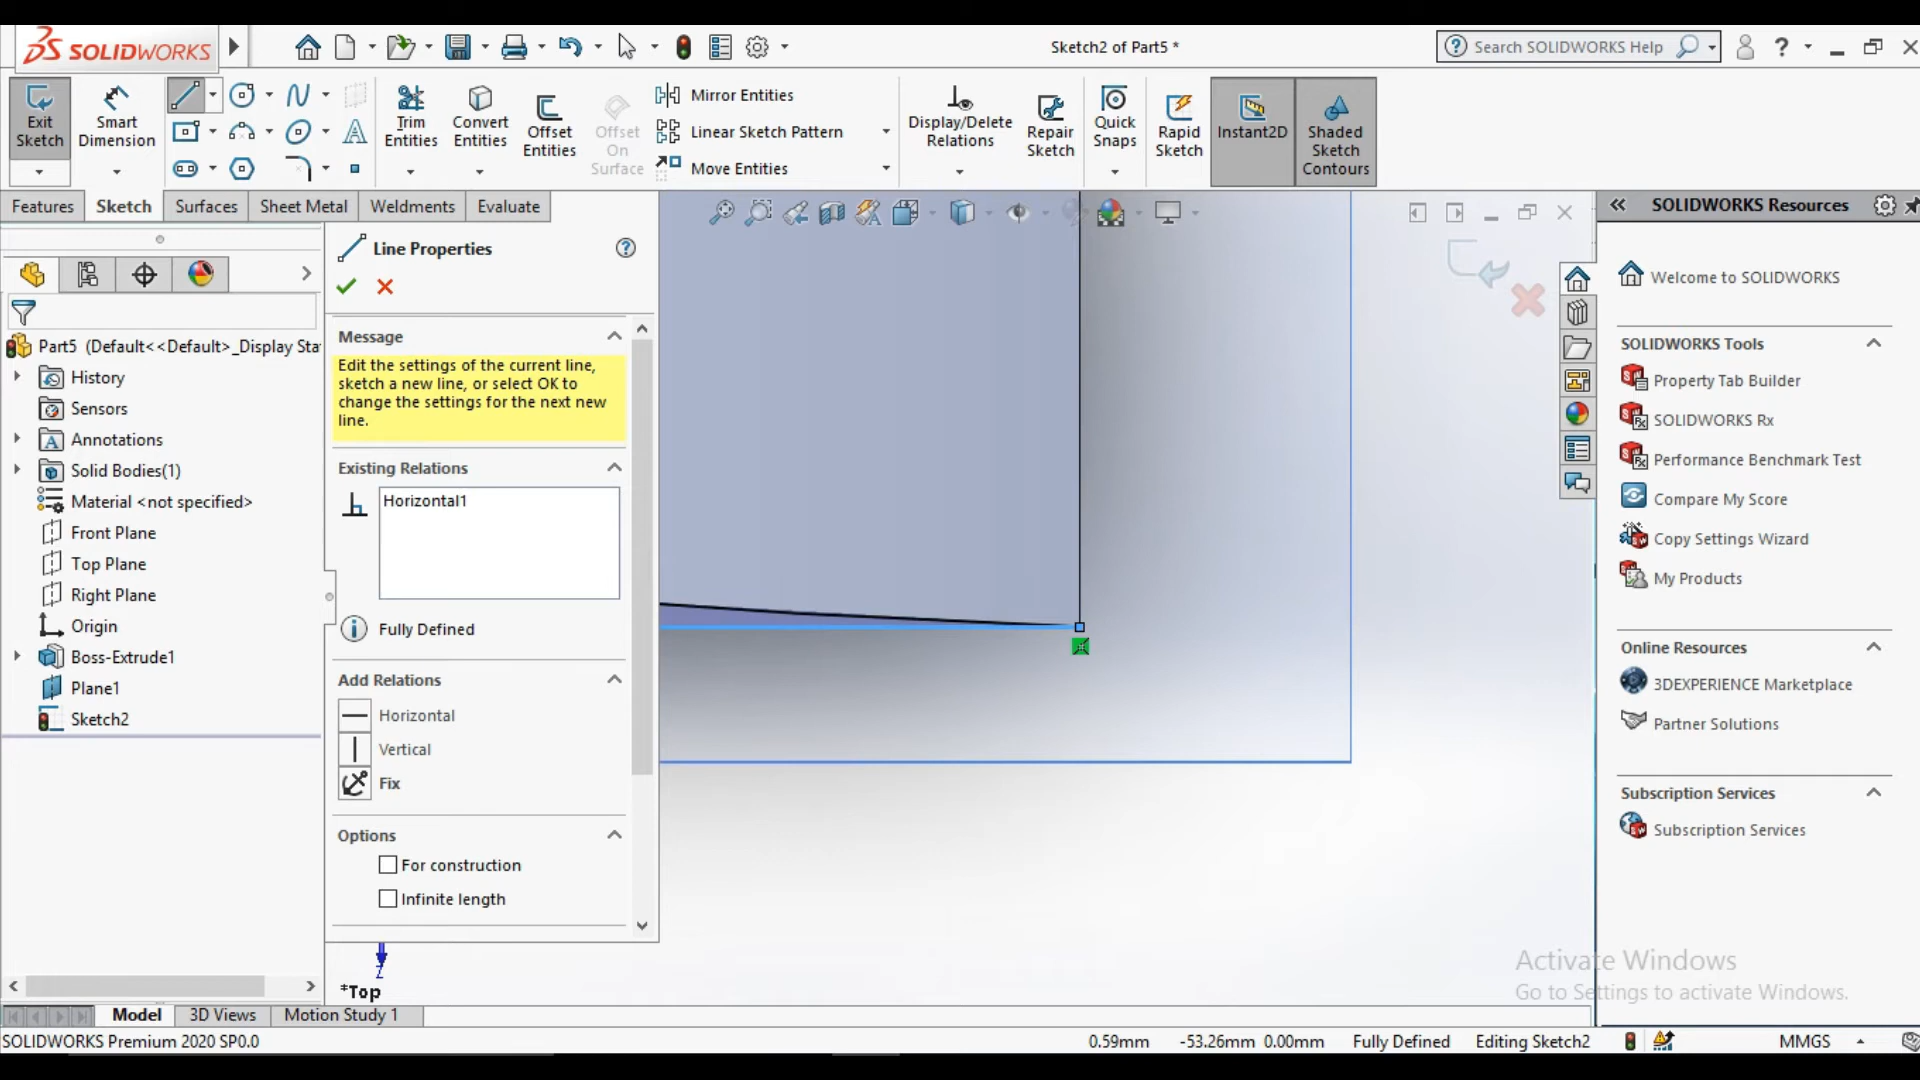 SOLIDWORKS
Sketch2 of Part5 *
Search SOLIDWORKS Help
?
Exit Sketch
Smart Dimension
Trim Entities
Convert Entities
Offset Entities
Offset On Surface
Mirror Entities
Linear Sketch Pattern
Move Entities
Display/Delete Relations
Repair Sketch
Quick Snaps
Rapid Sketch
Instant2D
Shaded Sketch Contours
Features
Sketch
Surfaces
Sheet Metal
Weldments
Evaluate
Part5 (Default<<Default>_Display Sta
History
Sensors
Annotations
Solid Bodies(1)
Material <not specified>
Front Plane
Top Plane
Right Plane
Origin
Boss-Extrude1
Plane1
Sketch2
Line Properties
Message
Edit the settings of the current line,
sketch a new line, or select OK to
change the settings for the next new
line.
Existing Relations
Horizontal1
Fully Defined
Add Relations
Horizontal
Vertical
Fix
Options
For construction
Infinite length
*Top
SOLIDWORKS Resources
Welcome to SOLIDWORKS
SOLIDWORKS Tools
Property Tab Builder
SOLIDWORKS Rx
Performance Benchmark Test
Compare My Score
Copy Settings Wizard
My Products
Online Resources
3DEXPERIENCE Marketplace
Partner Solutions
Subscription Services
Subscription Services
Activate Windows
Go to Settings to activate Windows.
Model
3D Views
Motion Study 1
SOLIDWORKS Premium 2020 SP0.0
0.59mm
-53.26mm 0.00mm
Fully Defined
Editing Sketch2
MMGS